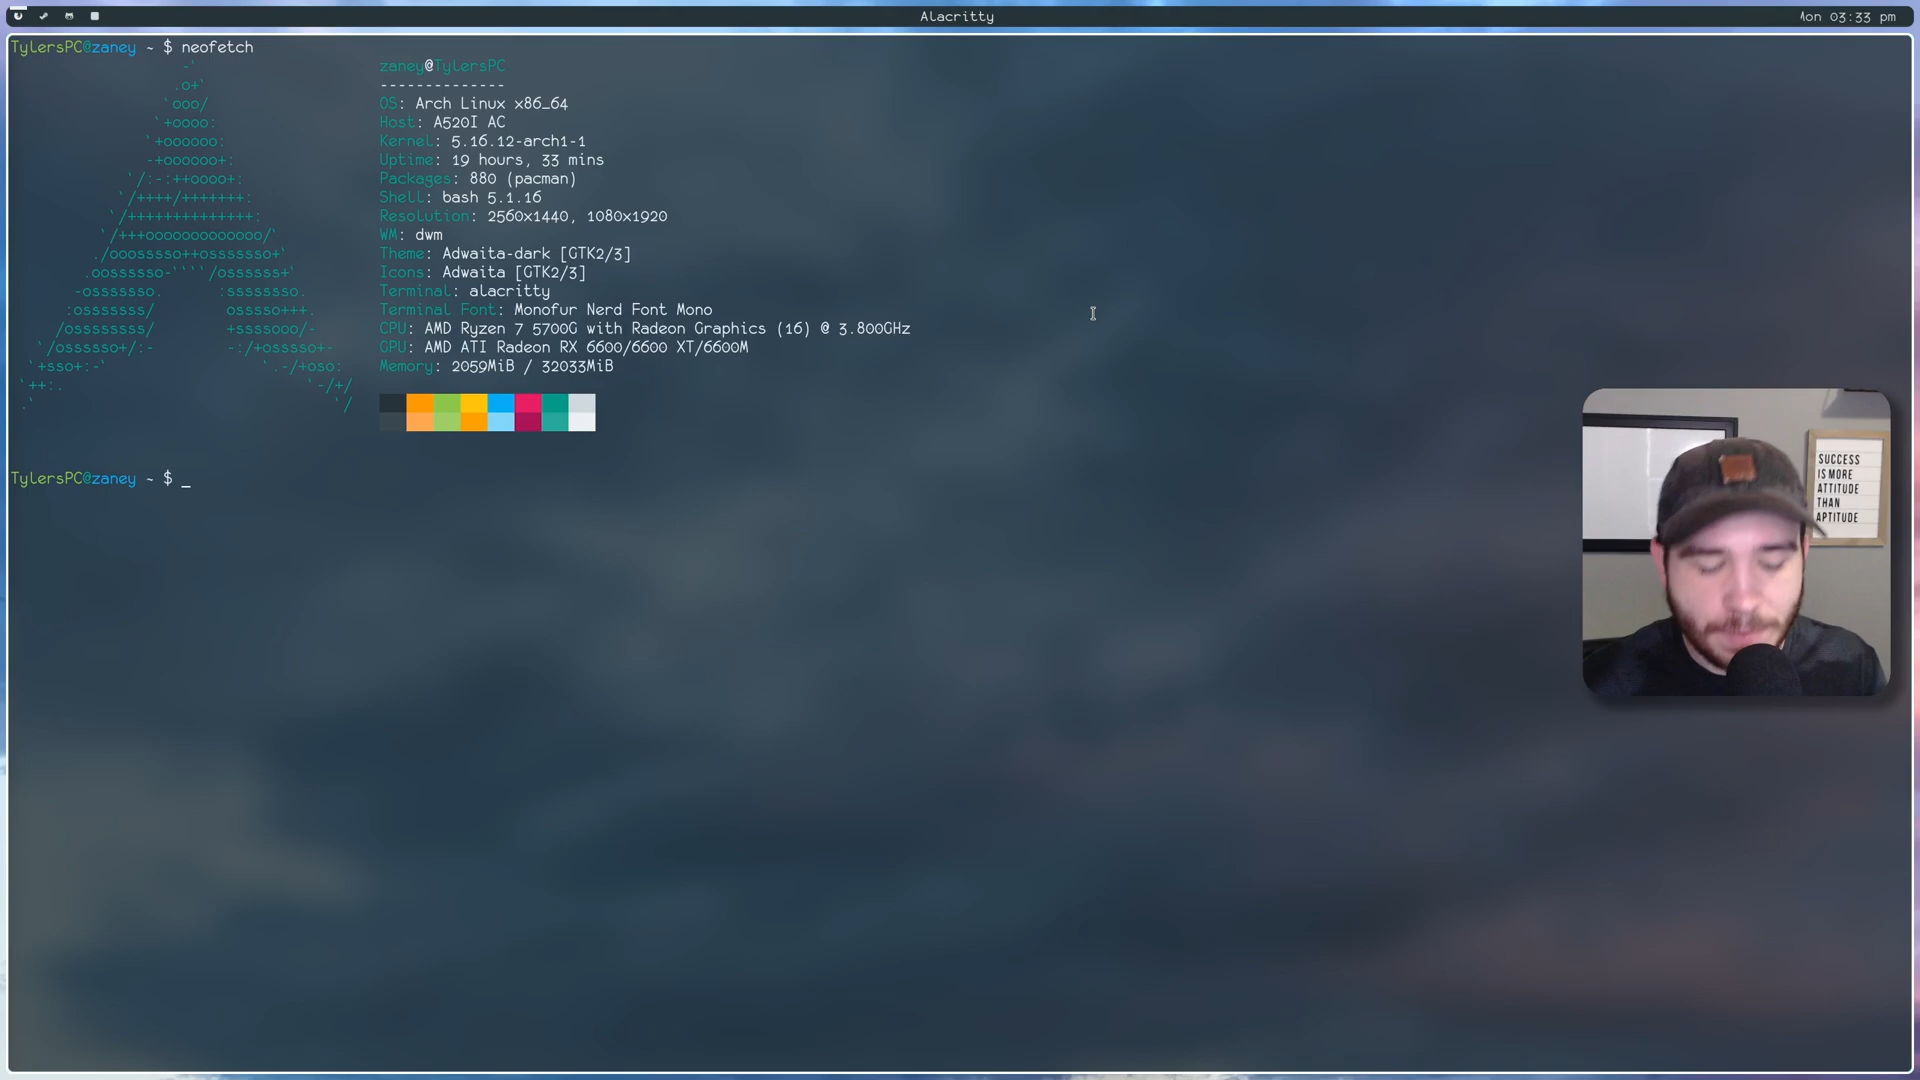 Alacritty
Mon 03:33 pm
TylersPC@zaney ~ $ neofetch
zaney@TylersPC
--------------
OS: Arch Linux x86_64
Host: A520I AC
Kernel: 5.16.12-arch1-1
Uptime: 19 hours, 33 mins
Packages: 880 (pacman)
Shell: bash 5.1.16
Resolution: 2560x1440, 1080x1920
WM: dwm
Theme: Adwaita-dark [GTK2/3]
Icons: Adwaita [GTK2/3]
Terminal: alacritty
Terminal Font: Monofur Nerd Font Mono
CPU: AMD Ryzen 7 5700G with Radeon Graphics (16) @ 3.800GHz
GPU: AMD ATI Radeon RX 6600/6600 XT/6600M
Memory: 2059MiB / 32033MiB
TylersPC@zaney ~ $ _
SUCCESS
IS MORE
ATTITUDE
THAN
APTITUDE